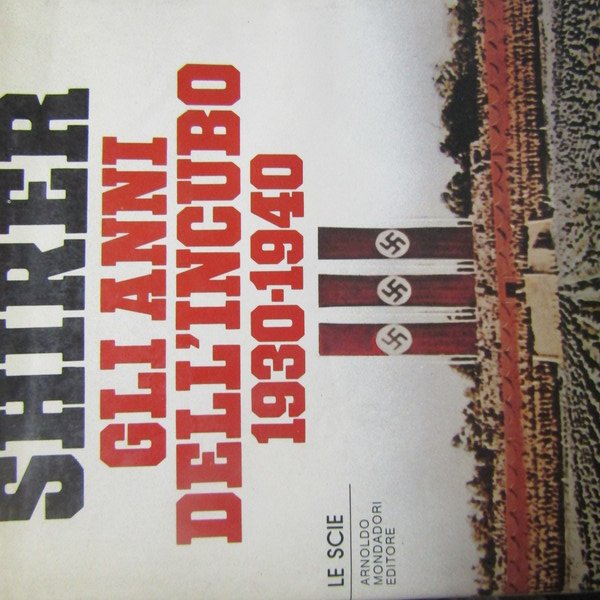 SHIRER
GLI ANNI
DELL'INCUBO
1930-1940
LE SCIE
ARNOLDO
MONDADORI
EDITORE